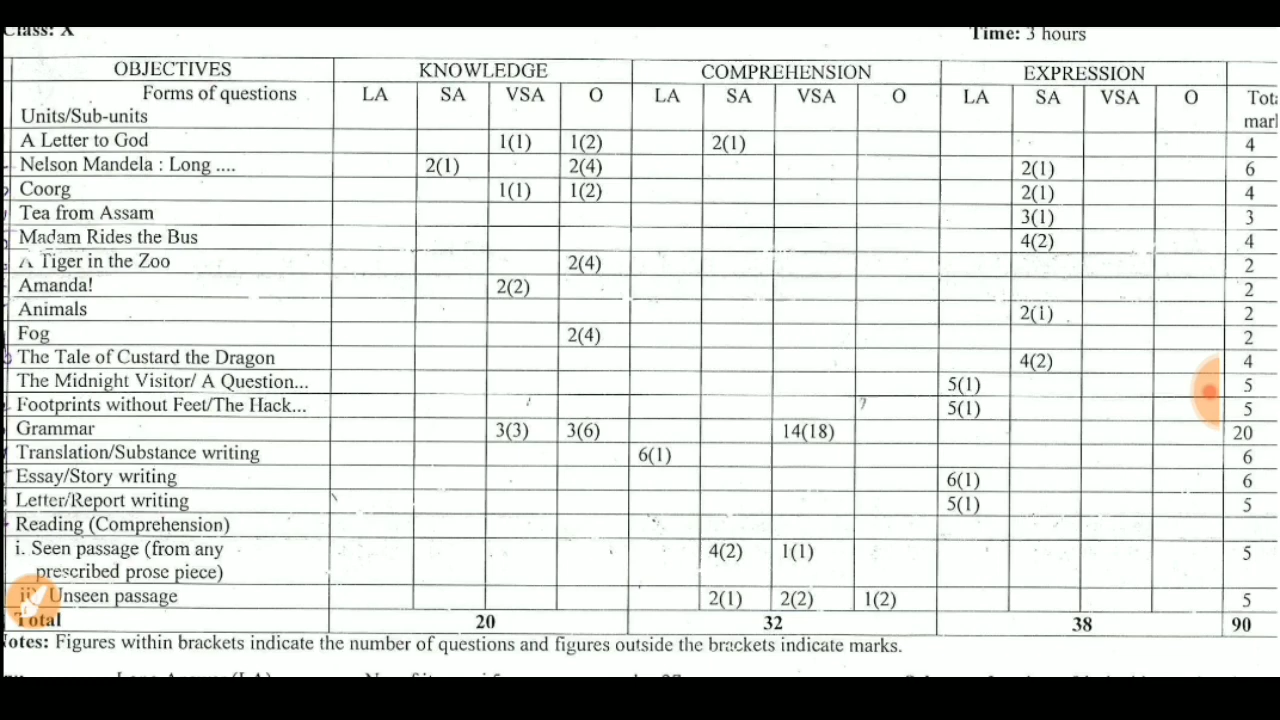 Class: X Time: 3 hours
OBJECTIVES KNOWLEDGE COMPREHENSION EXPRESSION
Forms of questions LA SA VSA O LA SA VSA O LA SA VSA O
Units/Sub-units
A Letter to God 1(1) 1(2) 2(1) 4
Nelson Mandela : Long .... 2(1) 2(4) 2(1) 6
Coorg 1(1) 1(2) 2(1) 4
Tea from Assam 3(1) 3
Madam Rides the Bus 4(2) 4
A Tiger in the Zoo 2(4) 2
Amanda! 2(2) 2
Animals 2(1) 2
Fog 2(4) 2
The Tale of Custard the Dragon 4(2) 4
The Midnight Visitor/ A Question... 5(1) 5
Footprints without Feet/The Hack... 5(1) 5
Grammar 3(3) 3(6) 14(18) 20
Translation/Substance writing 6(1) 6
Essay/Story writing 6(1) 6
Letter/Report writing 5(1) 5
Reading (Comprehension)
i. Seen passage (from any 4(2) 1(1) 5
prescribed prose piece)
ii) Unseen passage 2(1) 2(2) 1(2) 5
Total 20 32 38 90
Notes: Figures within brackets indicate the number of questions and figures outside the brackets indicate marks.